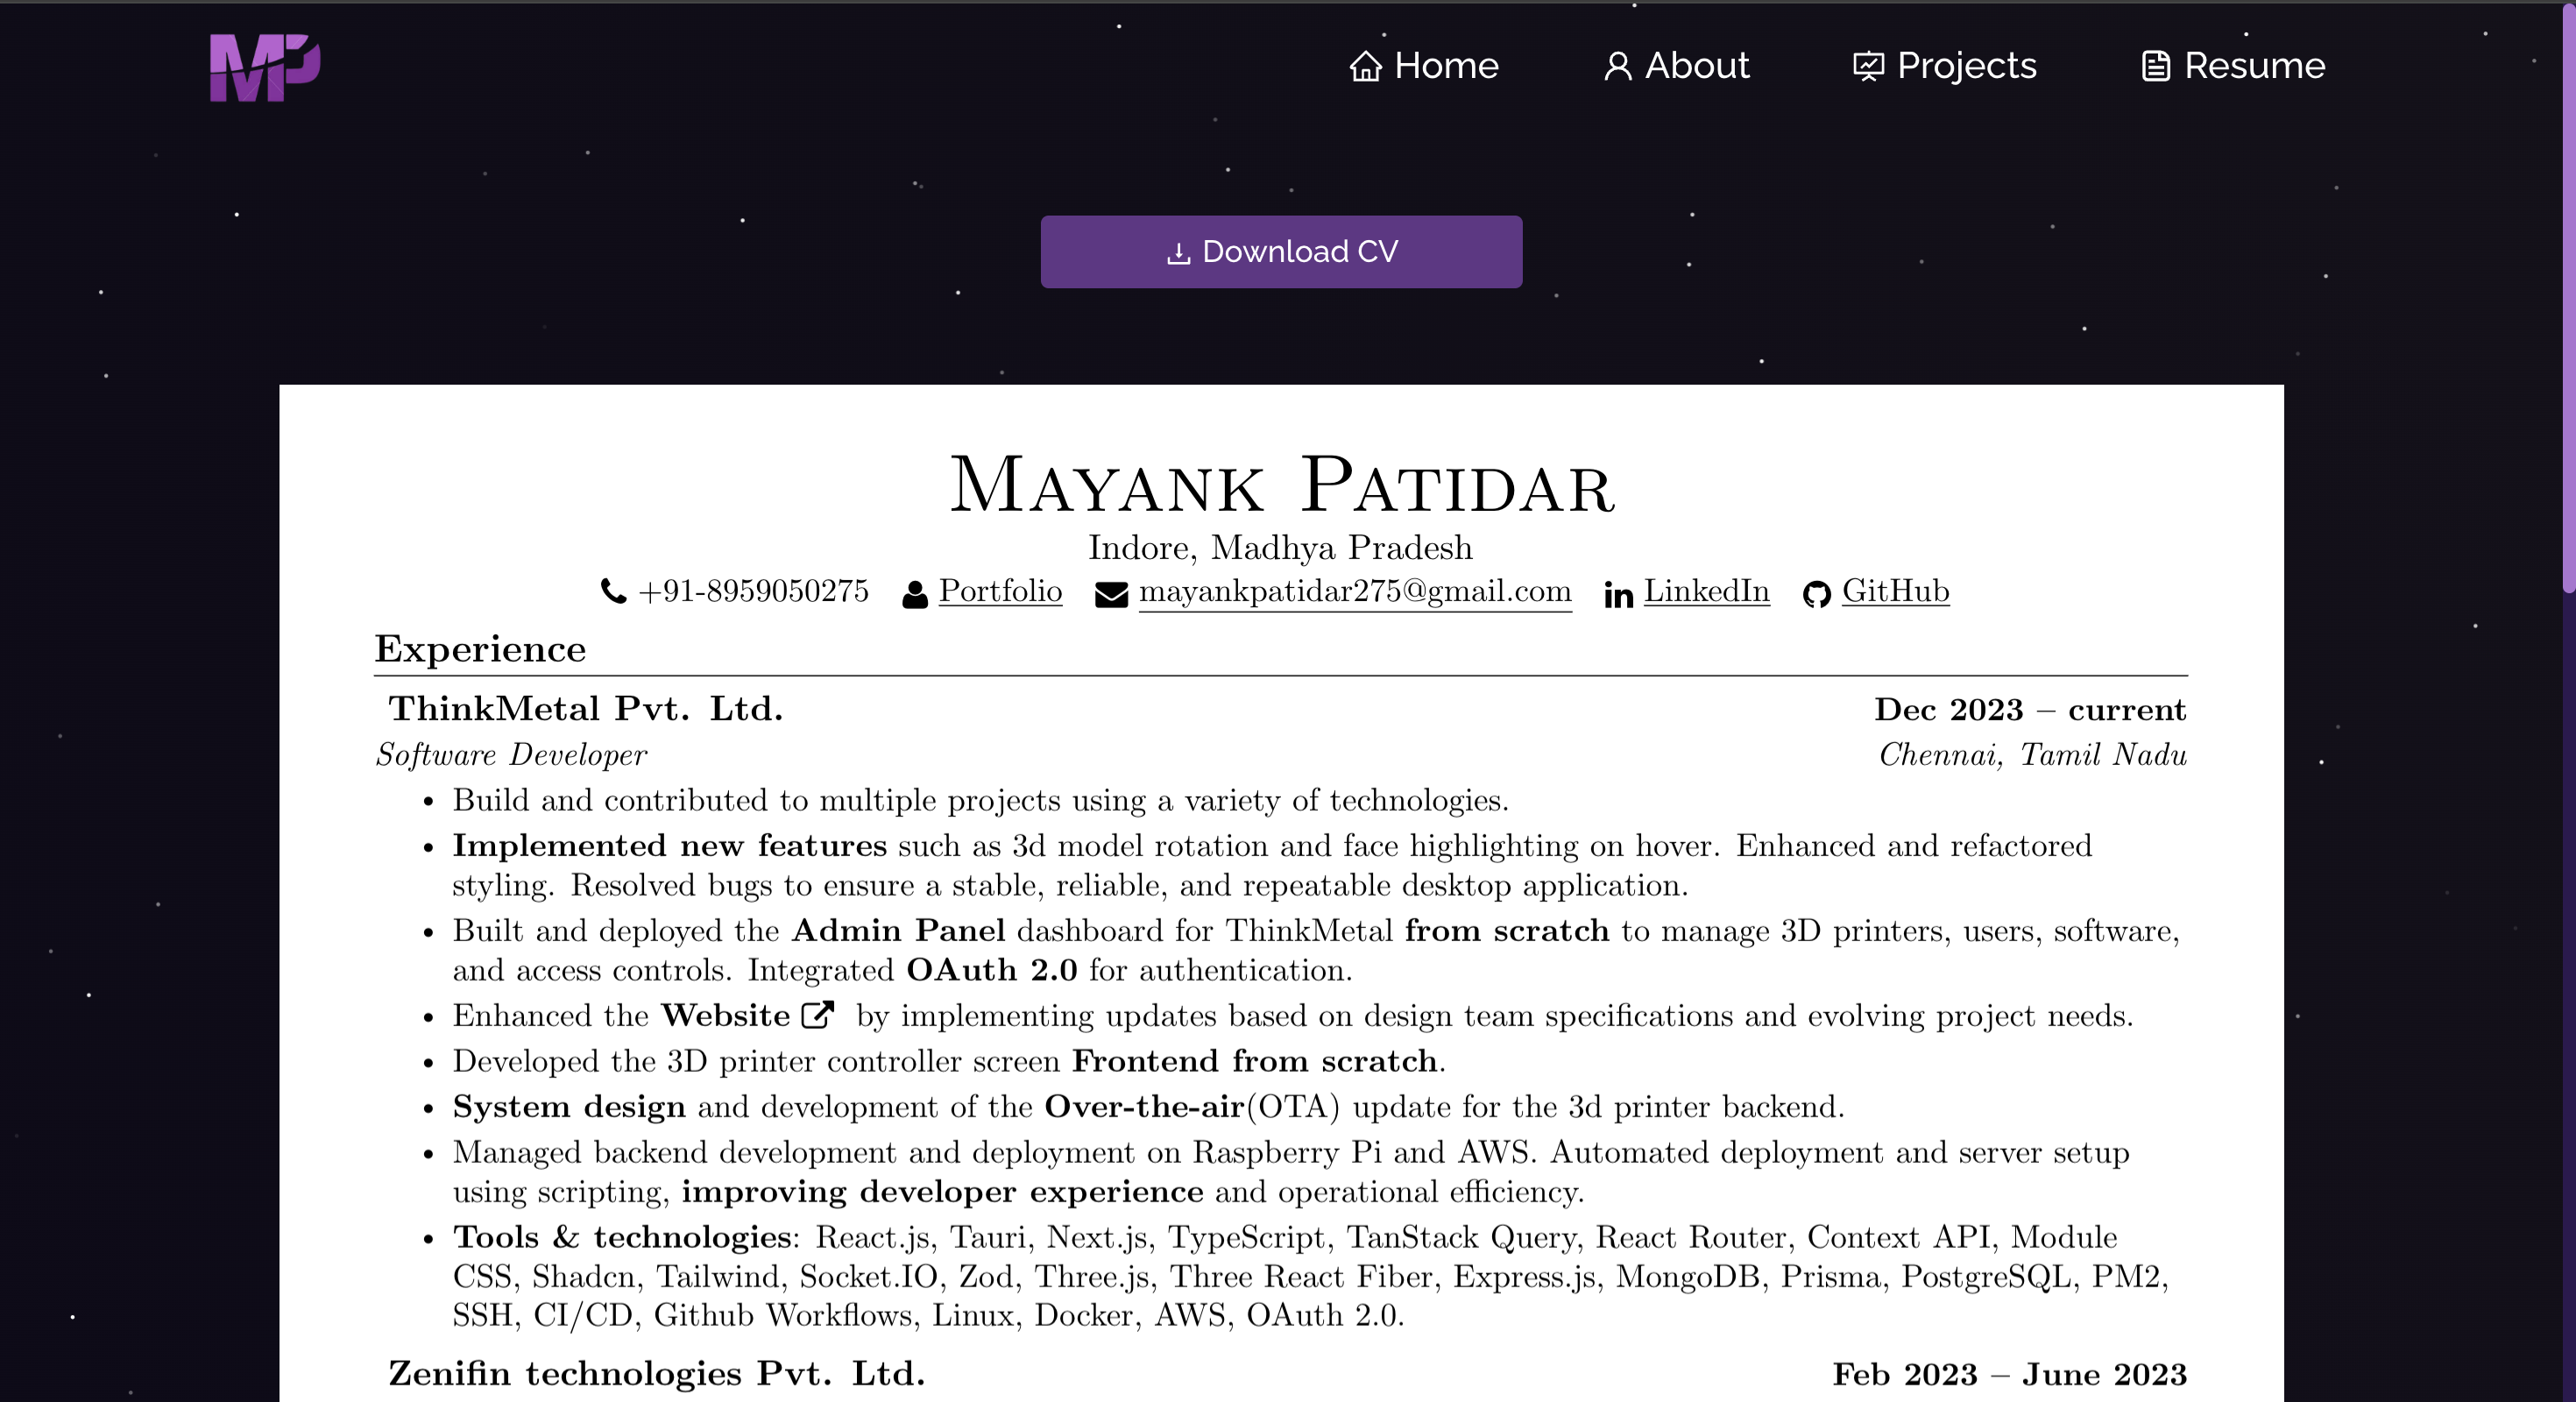 MP
Home About Projects Resume
Download CV
Mayank Patidar
Indore, Madhya Pradesh
+91-8959050275 Portfolio mayankpatidar275@gmail.com LinkedIn GitHub
Experience
ThinkMetal Pvt. Ltd. Dec 2023 – current
Software Developer Chennai, Tamil Nadu
• Build and contributed to multiple projects using a variety of technologies.
• Implemented new features such as 3d model rotation and face highlighting on hover. Enhanced and refactored
styling. Resolved bugs to ensure a stable, reliable, and repeatable desktop application.
• Built and deployed the Admin Panel dashboard for ThinkMetal from scratch to manage 3D printers, users, software,
and access controls. Integrated OAuth 2.0 for authentication.
• Enhanced the Website by implementing updates based on design team specifications and evolving project needs.
• Developed the 3D printer controller screen Frontend from scratch.
• System design and development of the Over-the-air(OTA) update for the 3d printer backend.
• Managed backend development and deployment on Raspberry Pi and AWS. Automated deployment and server setup
using scripting, improving developer experience and operational efficiency.
• Tools & technologies: React.js, Tauri, Next.js, TypeScript, TanStack Query, React Router, Context API, Module
CSS, Shadcn, Tailwind, Socket.IO, Zod, Three.js, Three React Fiber, Express.js, MongoDB, Prisma, PostgreSQL, PM2,
SSH, CI/CD, Github Workflows, Linux, Docker, AWS, OAuth 2.0.
Zenifin technologies Pvt. Ltd. Feb 2023 – June 2023